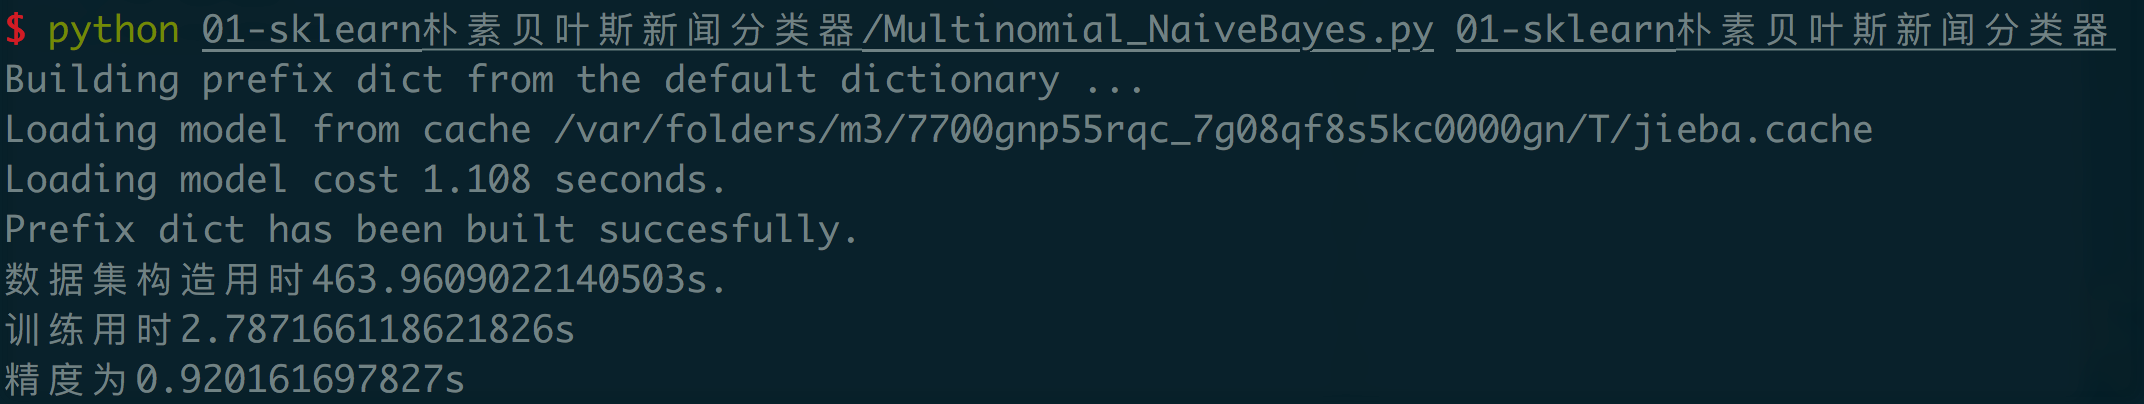 $ python 01-sklearn朴素贝叶斯新闻分类器/Multinomial_NaiveBayes.py 01-sklearn朴素贝叶斯新闻分类器
Building prefix dict from the default dictionary ...
Loading model from cache /var/folders/m3/7700gnp55rqc_7g08qf8s5kc0000gn/T/jieba.cache
Loading model cost 1.108 seconds.
Prefix dict has been built succesfully.
数据集构造用时463.9609022140503s.
训练用时2.787166118621826s
精度为0.920161697827s